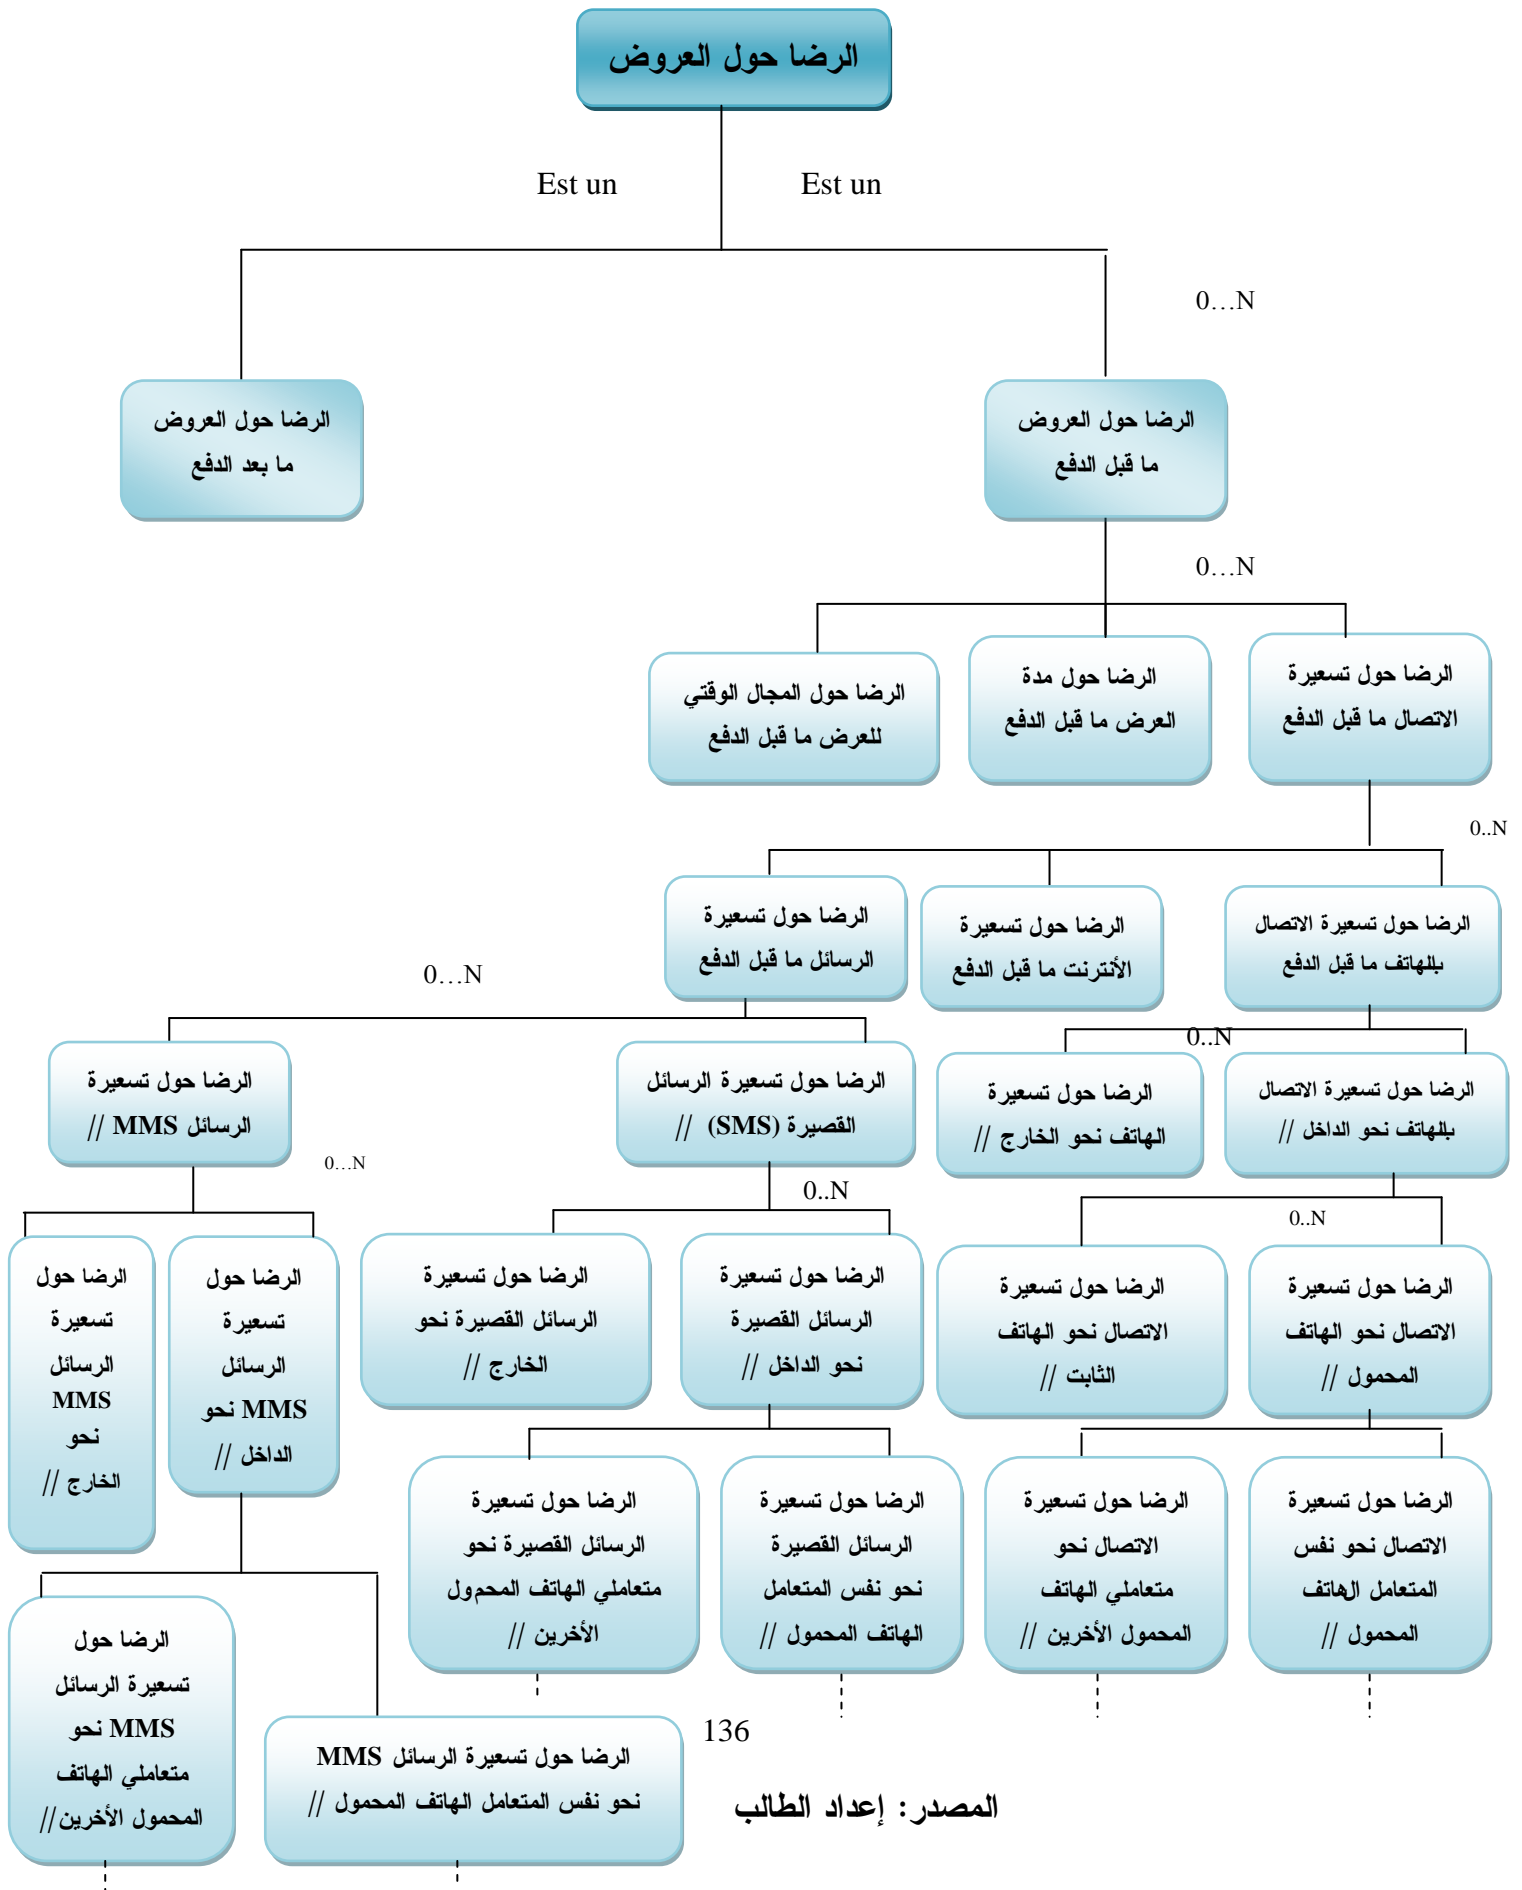 الرضا حول العروض
Est un
Est un
0…N
الرضا حول العروض
ما قبل الدفع
الرضا حول العروض
ما بعد الدفع
0…N
الرضا حول تسعيرة
الاتصال ما قبل الدفع
الرضا حول مدة
العرض ما قبل الدفع
الرضا حول المجال الوقتي
للعرض ما قبل الدفع
0..N
الرضا حول تسعيرة الاتصال
بالهاتف ما قبل الدفع
الرضا حول تسعيرة
الأنترنت ما قبل الدفع
الرضا حول تسعيرة
الرسائل ما قبل الدفع
0…N
0..N
الرضا حول تسعيرة الاتصال
بالهاتف نحو الداخل //
الرضا حول تسعيرة
الهاتف نحو الخارج //
الرضا حول تسعيرة الرسائل
القصيرة (SMS) //
الرضا حول تسعيرة
الرسائل MMS //
0…N
0..N
0..N
الرضا حول تسعيرة
الاتصال نحو الهاتف
المحمول //
الرضا حول تسعيرة
الاتصال نحو الهاتف
الثابت //
الرضا حول تسعيرة
الرسائل القصيرة
نحو الداخل //
الرضا حول تسعيرة
الرسائل القصيرة نحو
الخارج //
الرضا حول
تسعيرة
الرسائل
MMS نحو
الداخل //
الرضا حول
تسعيرة
الرسائل
MMS
نحو
الخارج //
الرضا حول تسعيرة
الاتصال نحو نفس
المتعامل الهاتف
المحمول //
الرضا حول تسعيرة
الاتصال نحو
متعاملي الهاتف
المحمول الأخرين //
الرضا حول تسعيرة
الرسائل القصيرة
نحو نفس المتعامل
الهاتف المحمول //
الرضا حول تسعيرة
الرسائل القصيرة نحو
متعاملي الهاتف المحمول
الأخرين //
الرضا حول
تسعيرة الرسائل
MMS نحو
متعاملي الهاتف
المحمول الأخرين//
الرضا حول تسعيرة الرسائل MMS
نحو نفس المتعامل الهاتف المحمول //
136
المصدر: إعداد الطالب